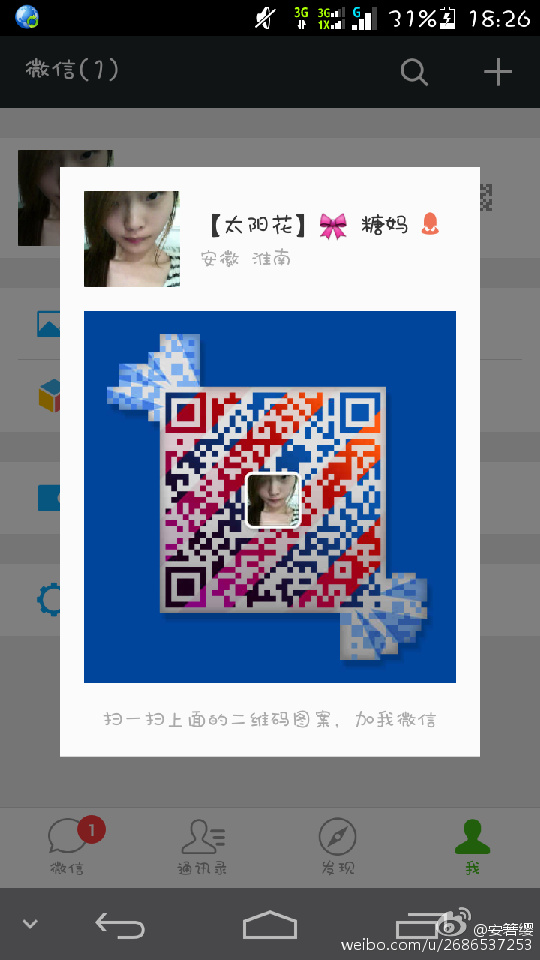 3G 3G 1X G 31% 18:26
微信(1)
【太阳花】🎀 糖妈
安徽 淮南
扫一扫上面的二维码图案，加我微信
1
微信 通讯录 发现 我
@安箬缨
weibo.com/u/2686537253